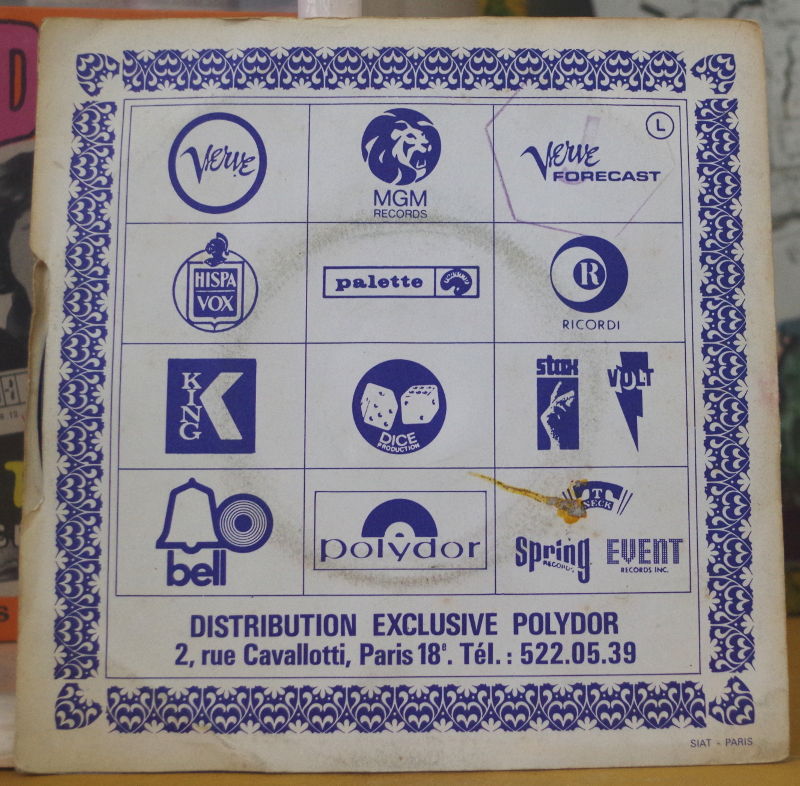 Verve
MGM
RECORDS
Verve
FORECAST
L
HISPA
VOX
palette
R
RICORDI
KING
K
DICE
PRODUCTION
stax
VOLT
bell
polydor
T
NECK
Spring
RECORDS
EVENT
RECORDS INC.
DISTRIBUTION EXCLUSIVE POLYDOR
2, rue Cavallotti, Paris 18e. Tél. : 522.05.39
SIAT - PARIS
D